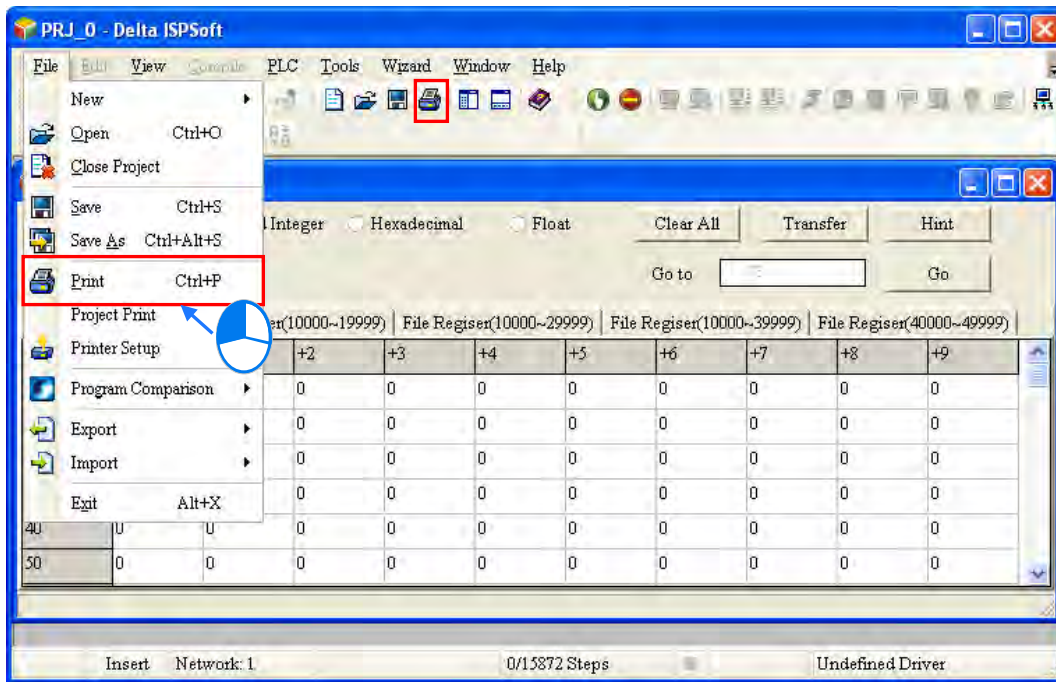 PRJ_0 - Delta ISPSoft
File Edit View Compile PLC Tools Wizard Window Help
New
Open Ctrl+O
Close Project
Save Ctrl+S
Save As Ctrl+Alt+S
Print Ctrl+P
Project Print
Printer Setup
Program Comparison
Export
Import
Exit Alt+X
Integer Hexadecimal Float Clear All Transfer Hint
Go to Go
er(10000~19999) File Regiser(10000~29999) File Regiser(10000~39999) File Regiser(40000~49999)
+2 +3 +4 +5 +6 +7 +8 +9
0 0 0 0 0 0 0 0
0 0 0 0 0 0 0 0
0 0 0 0 0 0 0 0
0 0 0 0 0 0 0 0
40 0 0 0 0 0 0 0 0 0 0
50 0 0 0 0 0 0 0 0 0 0
Insert Network: 1 0/15872 Steps Undefined Driver